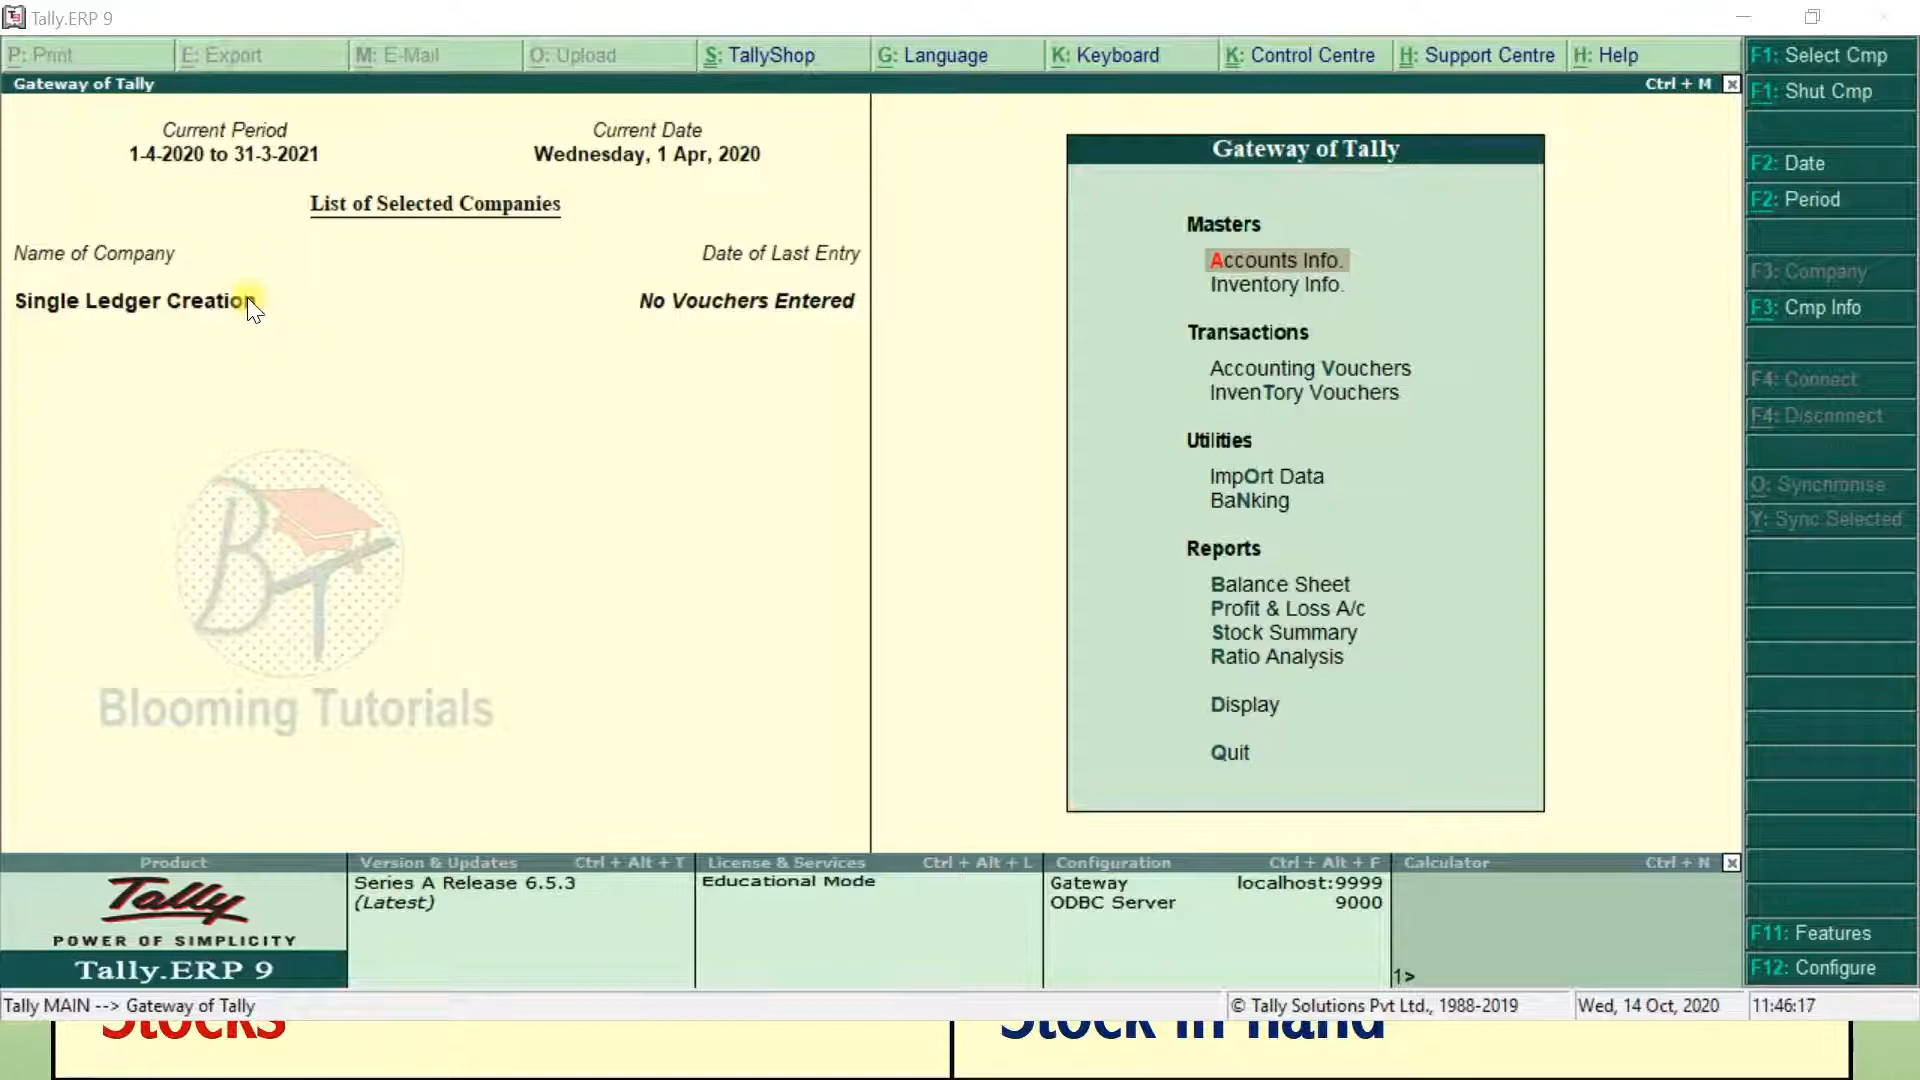 Tally.ERP 9
P: Print
E: Export
M: E-Mail
O: Upload
S: TallyShop
G: Language
K: Keyboard
K: Control Centre
H: Support Centre
H: Help
Gateway of Tally
Ctrl + M
Current Period
1-4-2020 to 31-3-2021
Current Date
Wednesday, 1 Apr, 2020
List of Selected Companies
Name of Company
Date of Last Entry
Single Ledger Creation
No Vouchers Entered
Blooming Tutorials
Gateway of Tally
Masters
Accounts Info.
Inventory Info.
Transactions
Accounting Vouchers
InvenTory Vouchers
Utilities
ImpOrt Data
BaNking
Reports
Balance Sheet
Profit & Loss A/c
Stock Summary
Ratio Analysis
Display
Quit
F1: Select Cmp
F1: Shut Cmp
F2: Date
F2: Period
F3: Company
F3: Cmp Info
F4: Connect
F4: Disconnect
O: Synchronise
Y: Sync Selected
F11: Features
F12: Configure
Product
Tally
POWER OF SIMPLICITY
Tally.ERP 9
Version & Updates Ctrl + Alt + T
Series A Release 6.5.3
(Latest)
License & Services Ctrl + Alt + L
Educational Mode
Configuration Ctrl + Alt + F
Gateway localhost:9999
ODBC Server 9000
Calculator Ctrl + N
1>
Tally MAIN --> Gateway of Tally
© Tally Solutions Pvt Ltd., 1988-2019
Wed, 14 Oct, 2020
11:46:17
Stocks
Stock in hand